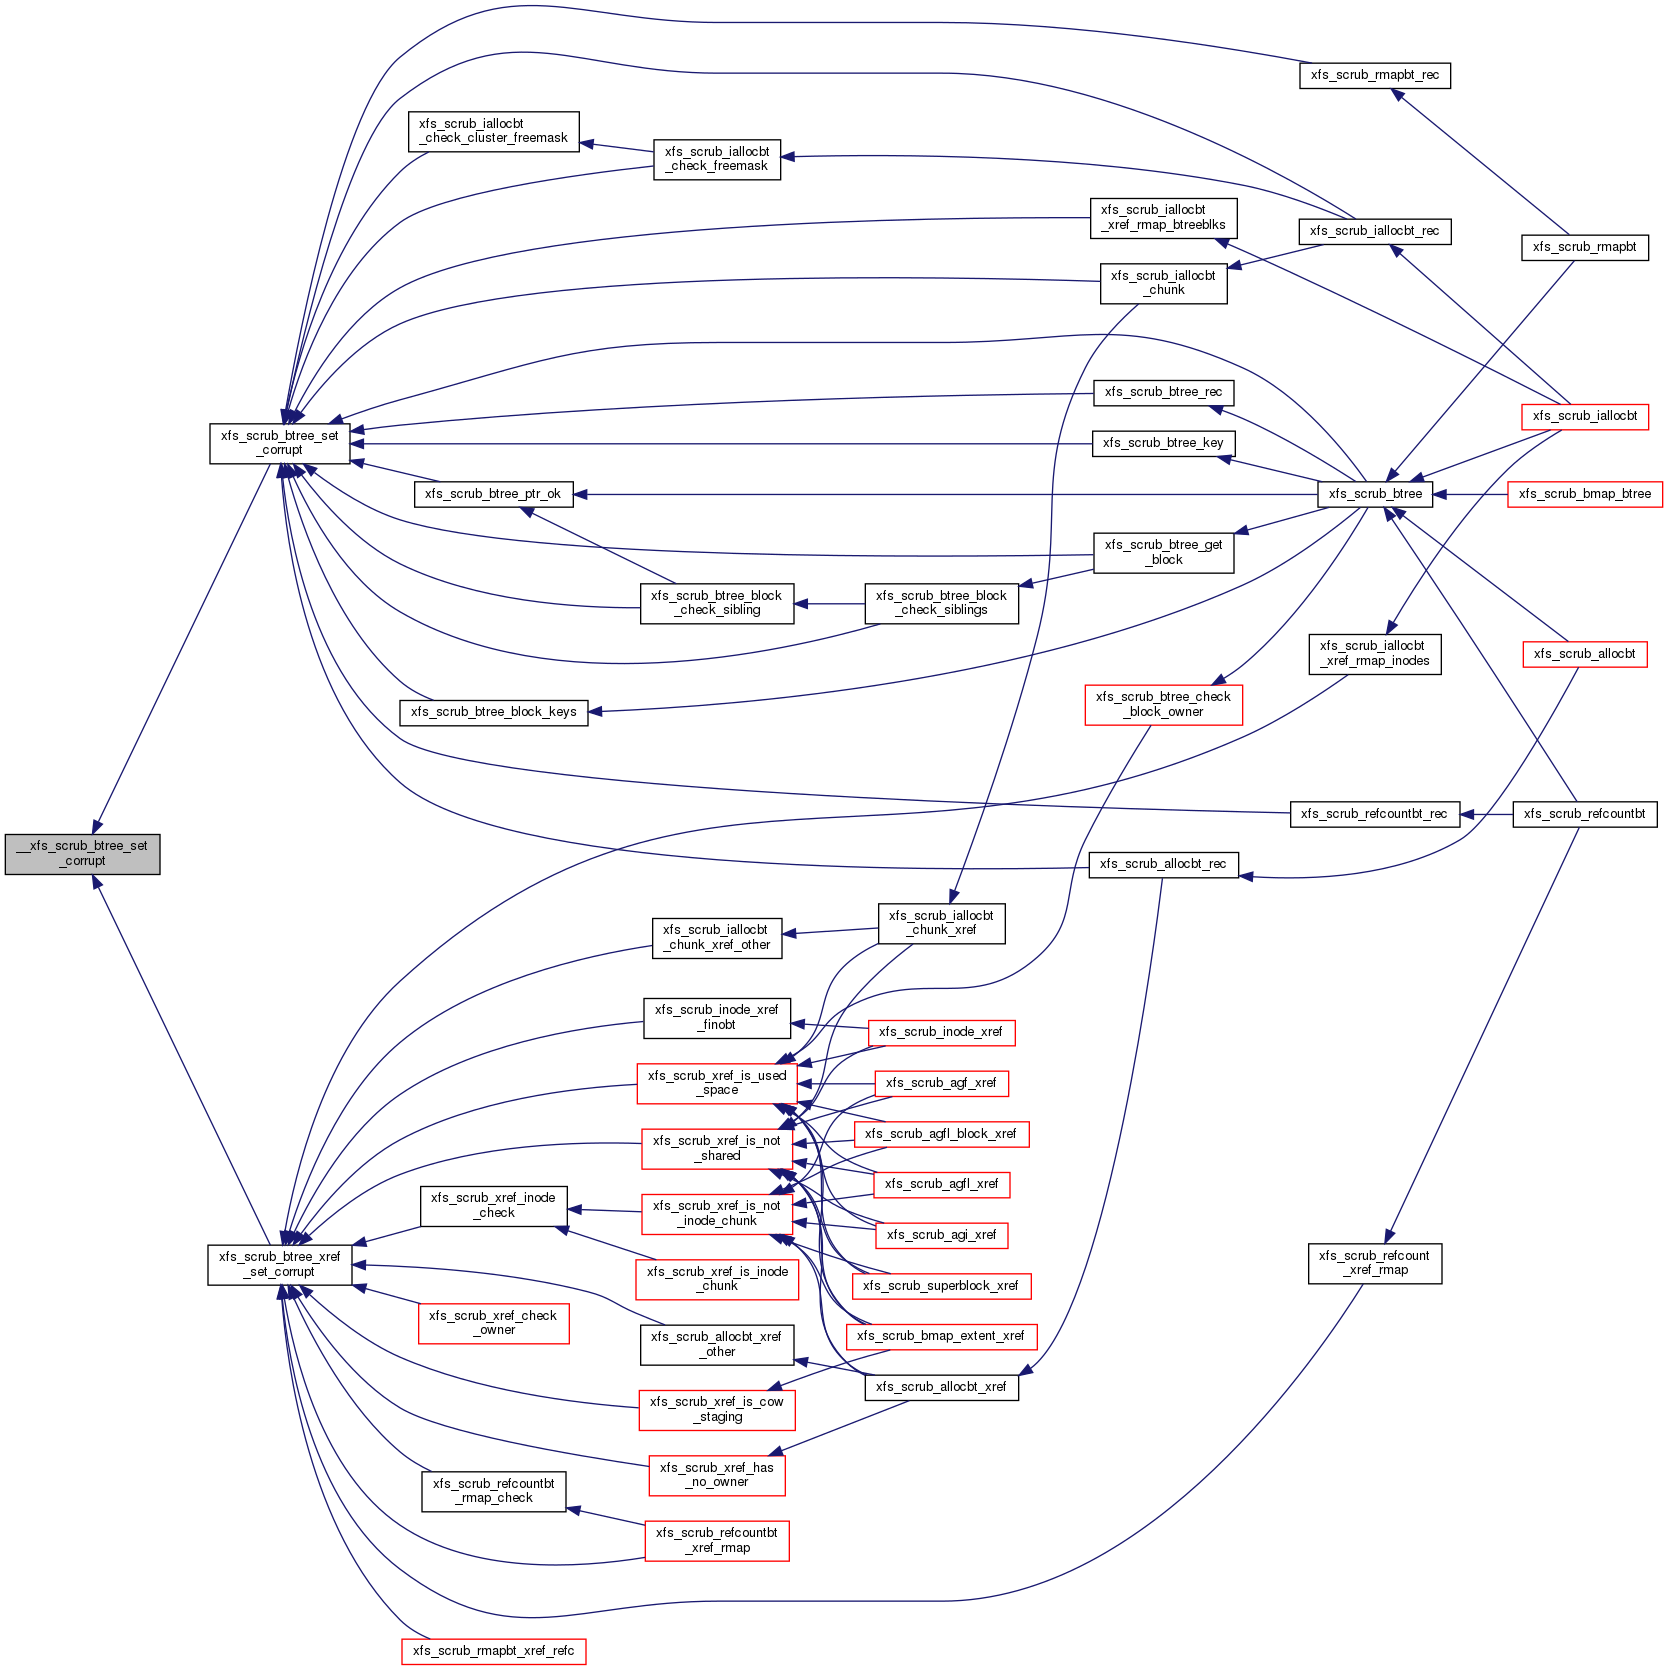 xfs_scrub_rmapbt_rec
xfs_scrub_iallocbt
_check_cluster_freemask
xfs_scrub_iallocbt
_check_freemask
xfs_scrub_iallocbt
_xref_rmap_btreeblks
xfs_scrub_iallocbt_rec
xfs_scrub_rmapbt
xfs_scrub_iallocbt
_chunk
xfs_scrub_btree_rec
xfs_scrub_iallocbt
xfs_scrub_btree_set
_corrupt
xfs_scrub_btree_key
xfs_scrub_btree_ptr_ok
xfs_scrub_btree
xfs_scrub_bmap_btree
xfs_scrub_btree_get
_block
xfs_scrub_btree_block
_check_sibling
xfs_scrub_btree_block
_check_siblings
xfs_scrub_iallocbt
_xref_rmap_inodes
xfs_scrub_allocbt
xfs_scrub_btree_check
_block_owner
xfs_scrub_btree_block_keys
xfs_scrub_refcountbt_rec
xfs_scrub_refcountbt
__xfs_scrub_btree_set
_corrupt
xfs_scrub_allocbt_rec
xfs_scrub_iallocbt
_chunk_xref
xfs_scrub_iallocbt
_chunk_xref_other
xfs_scrub_inode_xref
_finobt
xfs_scrub_inode_xref
xfs_scrub_xref_is_used
_space
xfs_scrub_agf_xref
xfs_scrub_agfl_block_xref
xfs_scrub_xref_is_not
_shared
xfs_scrub_agfl_xref
xfs_scrub_xref_inode
_check
xfs_scrub_xref_is_not
_inode_chunk
xfs_scrub_agi_xref
xfs_scrub_btree_xref
_set_corrupt
xfs_scrub_xref_is_inode
_chunk
xfs_scrub_superblock_xref
xfs_scrub_refcount
_xref_rmap
xfs_scrub_xref_check
_owner
xfs_scrub_allocbt_xref
_other
xfs_scrub_bmap_extent_xref
xfs_scrub_allocbt_xref
xfs_scrub_xref_is_cow
_staging
xfs_scrub_xref_has
_no_owner
xfs_scrub_refcountbt
_rmap_check
xfs_scrub_refcountbt
_xref_rmap
xfs_scrub_rmapbt_xref_refc